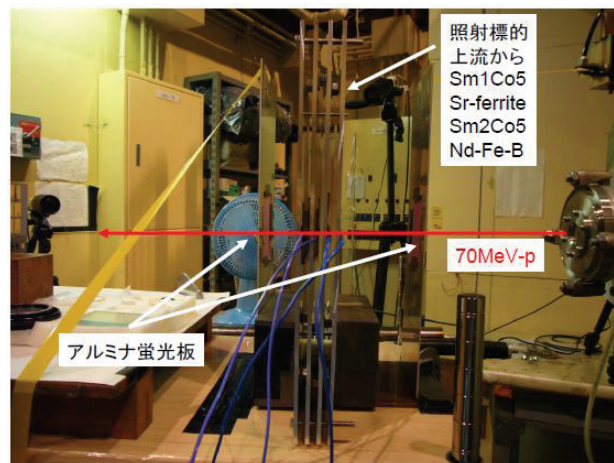 照射標的
上流から
Sm1Co5
Sr-ferrite
Sm2Co5
Nd-Fe-B
70MeV-p
アルミナ蛍光板